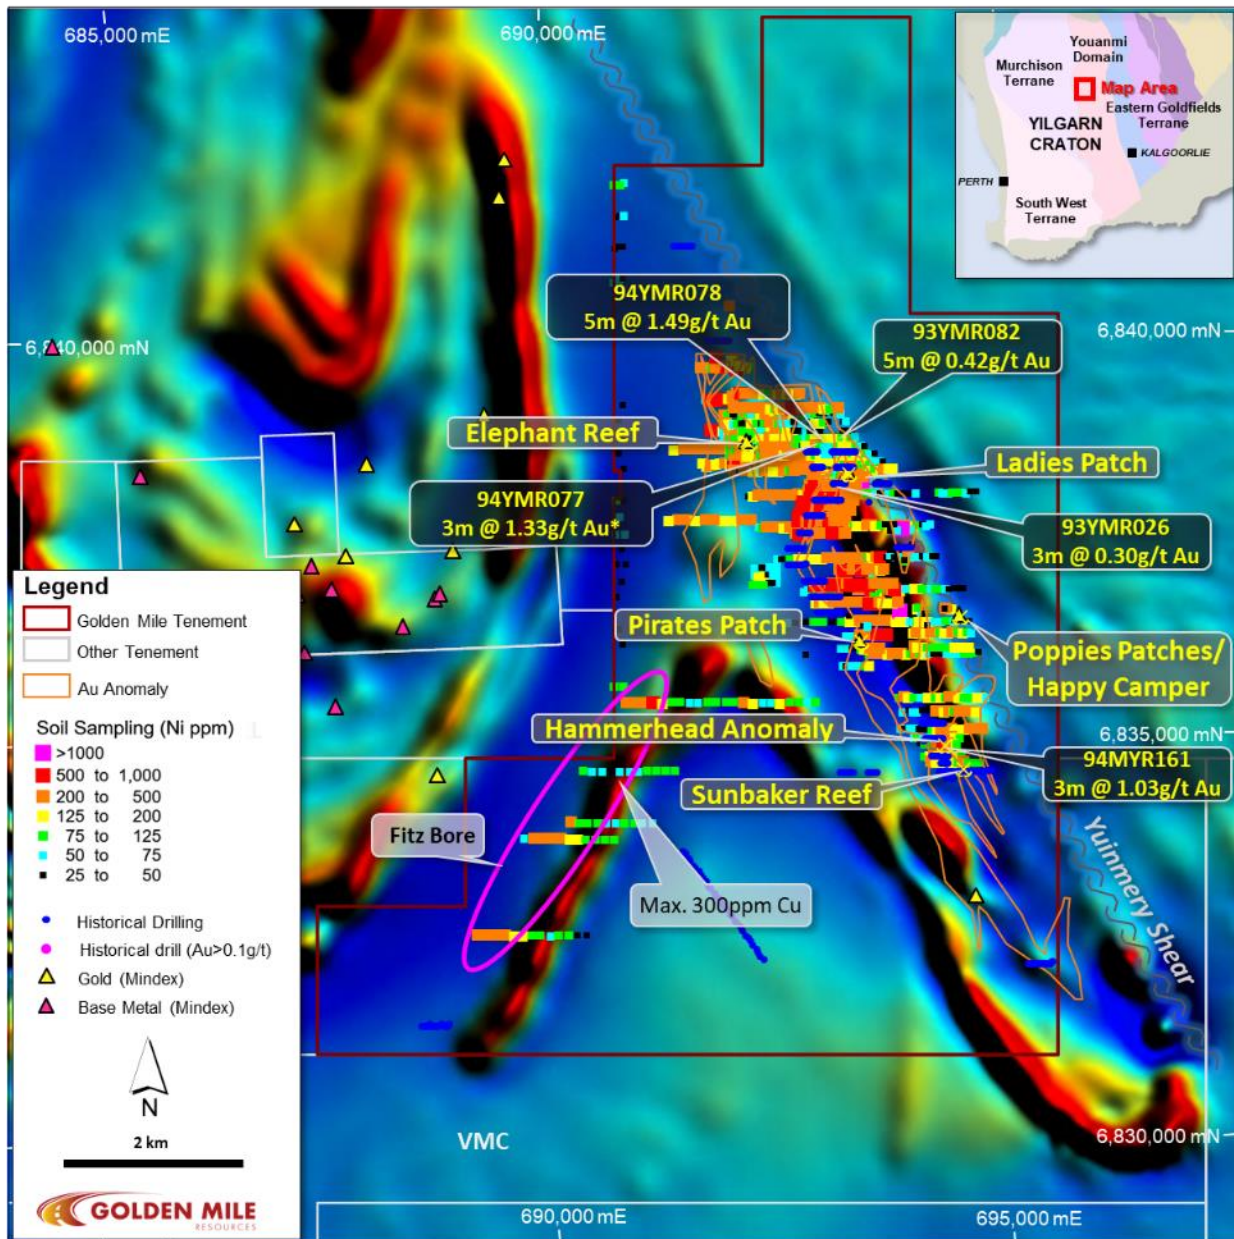 685,000 mE
690,000 mE
Youanmi
Domain
Murchison
Terrane
Map Area
Eastern Goldfields
Terrane
YILGARN
CRATON
KALGOORLIE
PERTH
South West
Terrane
94YMR078
5m @ 1.49g/t Au
93YMR082
5m @ 0.42g/t Au
6,840,000 mN
6,840,000 mN
Elephant Reef
Ladies Patch
94YMR077
3m @ 1.33g/t Au*
93YMR026
3m @ 0.30g/t Au
Pirates Patch
Poppies Patches/
Happy Camper
Hammerhead Anomaly
6,835,000 mN
94MYR161
3m @ 1.03g/t Au
Sunbaker Reef
Fitz Bore
Max. 300ppm Cu
Yuinmery Shear
Legend
Golden Mile Tenement
Other Tenement
Au Anomaly
Soil Sampling (Ni ppm)
>1000
500 to 1,000
200 to 500
125 to 200
75 to 125
50 to 75
25 to 50
Historical Drilling
Historical drill (Au>0.1g/t)
Gold (Mindex)
Base Metal (Mindex)
N
2 km
GOLDEN MILE
RESOURCES
VMC
6,830,000 mN
690,000 mE
695,000 mE